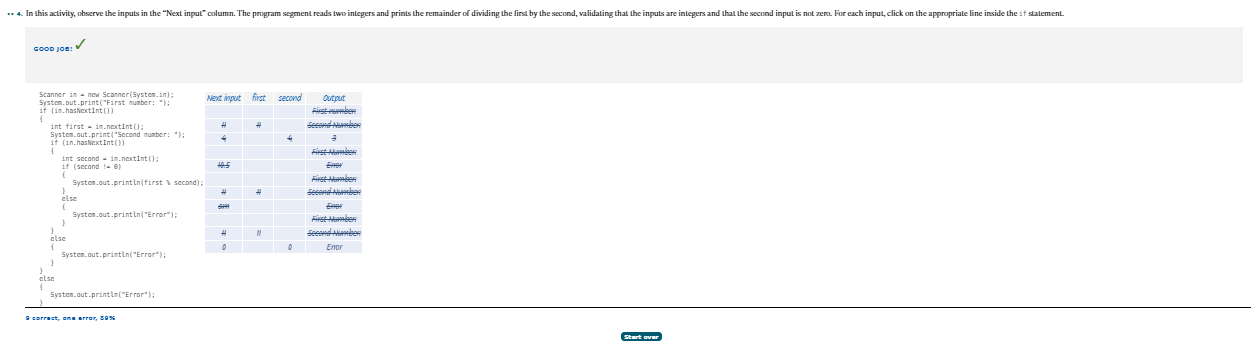 •• 4. In this activity, observe the inputs in the “Next input” column. The program segment reads two integers and prints the remainder of dividing the first by the second, validating that the inputs are integers and that the second input is not zero. For each input, click on the appropriate line inside the if statement.
GOOD JOB! ✓
Scanner in = new Scanner(System.in);
System.out.print("First number: ");
if (in.hasNextInt())
{
int first = in.nextInt();
System.out.print("Second number: ");
if (in.hasNextInt())
{
int second = in.nextInt();
if (second != 0)
{
System.out.println(first % second);
}
else
{
System.out.println("Error");
}
}
else
{
System.out.println("Error");
}
}
else
{
System.out.println("Error");
}
Next input first second Output
First number:
11 11 Second Number:
4 4 3
First Number:
10.5 Error
First Number:
11 11 Second Number:
am Error
First Number:
11 11 Second Number:
0 0 Error
9 correct, one error, 89%
Start over